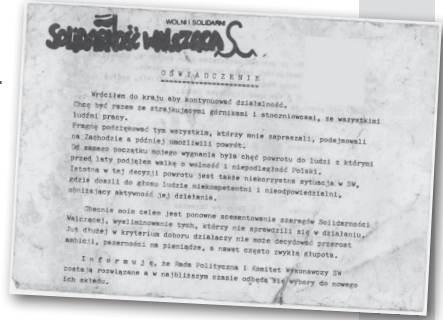 WOLNI I SOLIDARNI
SOLIDARNOŚĆ WALCZĄCA
OŚWIADCZENIE
Wróciłem do kraju aby kontynuować działalność.
Chcę być razem ze strajkującymi górnikami i stoczniowcami, ze wszystkimi
ludźmi pracy.
Pragnę podziękować tym wszystkim, którzy mnie zapraszali, podejmowali
na Zachodzie a później umożliwili powrót.
Od samego początku mojego wygnania była chęć powrotu do ludzi z którymi
przed laty podjąłem walkę o wolność i niepodległość Polski.
Istotna w tej decyzji powrotu jest także niekorzystna sytuacja w SW,
gdzie doszli do głosu ludzie niekompetentni i nieodpowiedzialni,
obniżający aktywność jej działania.
Obecnie moim celem jest ponowne scementowanie szeregów Solidarności
Walczącej, wyeliminowanie tych, którzy nie sprawdzili się w działaniu.
Już dłużej w kryterium doboru działaczy nie może decydować przerost
ambicji, pazerności na pieniądze, a nawet często zwykła głupota.
Informuję, że Rada Polityczna i Komitet Wykonawczy SW
zostają rozwiązane a w najbliższym czasie odbędą się wybory do nowego
ich składu.